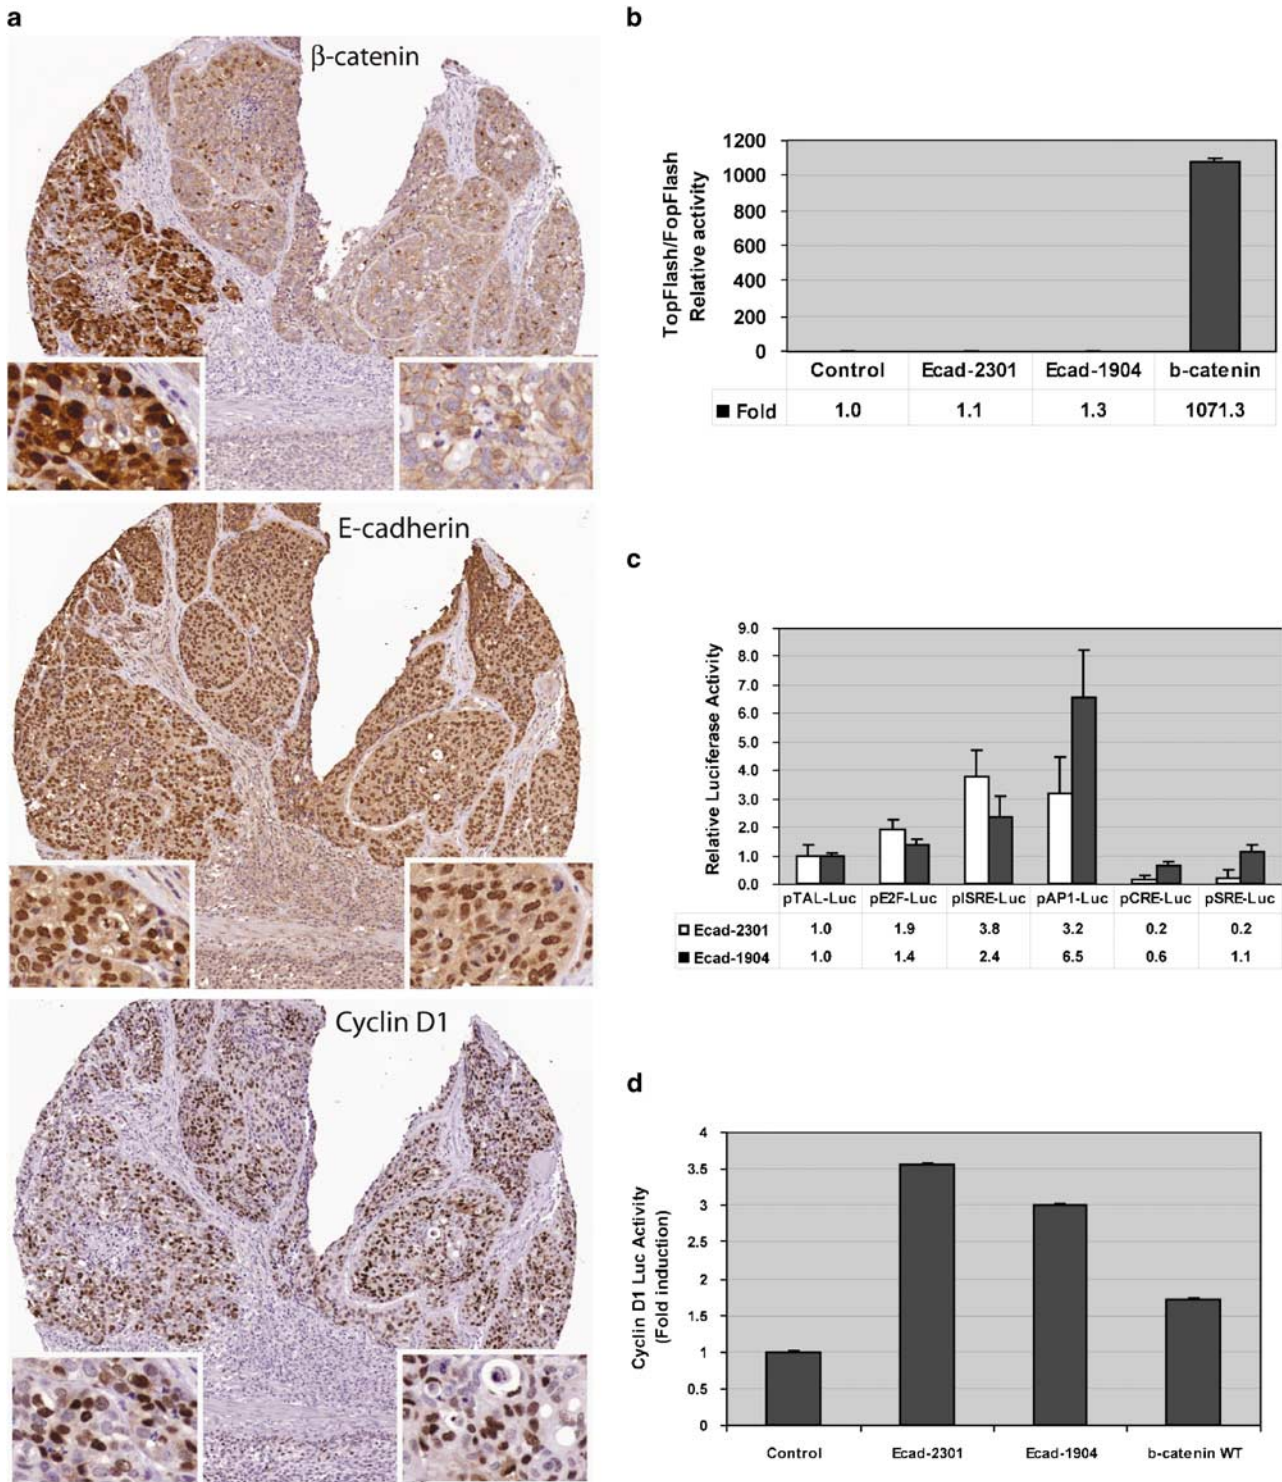 a
β-catenin
E-cadherin
Cyclin D1
b
TopFlash/FopFlash
Relative activity
1200
1000
800
600
400
200
0
Control Ecad-2301 Ecad-1904 b-catenin
Fold 1.0 1.1 1.3 1071.3
c
Relative Luciferase Activity
9.0
8.0
7.0
6.0
5.0
4.0
3.0
2.0
1.0
0.0
pTAL-Luc pE2F-Luc pISRE-Luc pAP1-Luc pCRE-Luc pSRE-Luc
Ecad-2301 1.0 1.9 3.8 3.2 0.2 0.2
Ecad-1904 1.0 1.4 2.4 6.5 0.6 1.1
d
Cyclin D1 Luc Activity
(Fold induction)
4
3.5
3
2.5
2
1.5
1
0.5
0
Control Ecad-2301 Ecad-1904 b-catenin WT